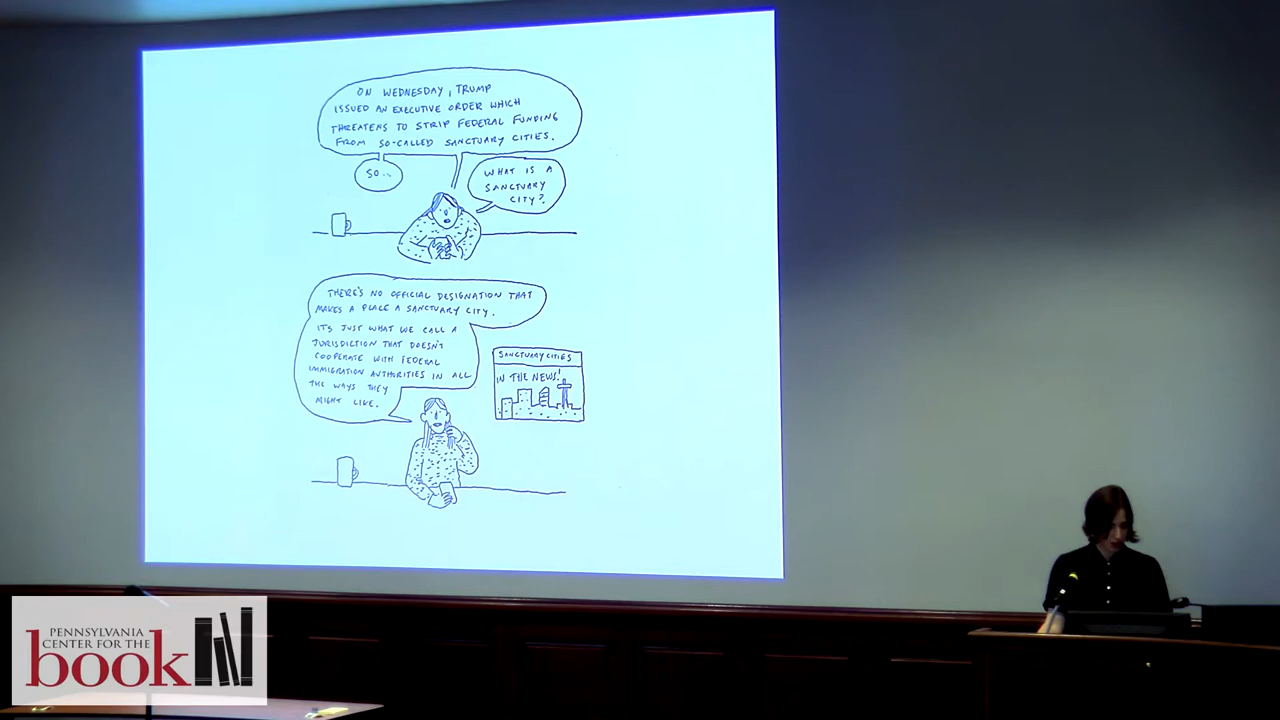 ON WEDNESDAY, TRUMP
ISSUED AN EXECUTIVE ORDER WHICH
THREATENS TO STRIP FEDERAL FUNDING
FROM SO-CALLED SANCTUARY CITIES.
SO...
WHAT IS A
SANCTUARY
CITY?
THERE'S NO OFFICIAL DESIGNATION THAT
MAKES A PLACE A SANCTUARY CITY.
IT'S JUST WHAT WE CALL A
JURISDICTION THAT DOESN'T
COOPERATE WITH FEDERAL
IMMIGRATION AUTHORITIES IN ALL
THE WAYS THEY
MIGHT LIKE.
SANCTUARY CITIES
IN THE NEWS!
PENNSYLVANIA
CENTER FOR THE
book